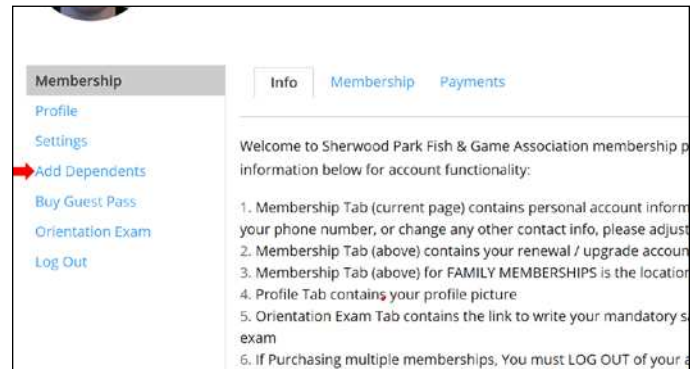 Membership
Profile
Settings
Add Dependents
Buy Guest Pass
Orientation Exam
Log Out
Info Membership Payments
Welcome to Sherwood Park Fish & Game Association membership
information below for account functionality:
1. Membership Tab (current page) contains personal account
your phone number, or change any other contact info, please adjust
2. Membership Tab (above) contains your renewal / upgrade
3. Membership Tab (above) for FAMILY MEMBERSHIPS is the location
4. Profile Tab contains your profile picture
5. Orientation Exam Tab contains the link to write your mandatory
exam
6. If Purchasing multiple memberships, You must LOG OUT of your